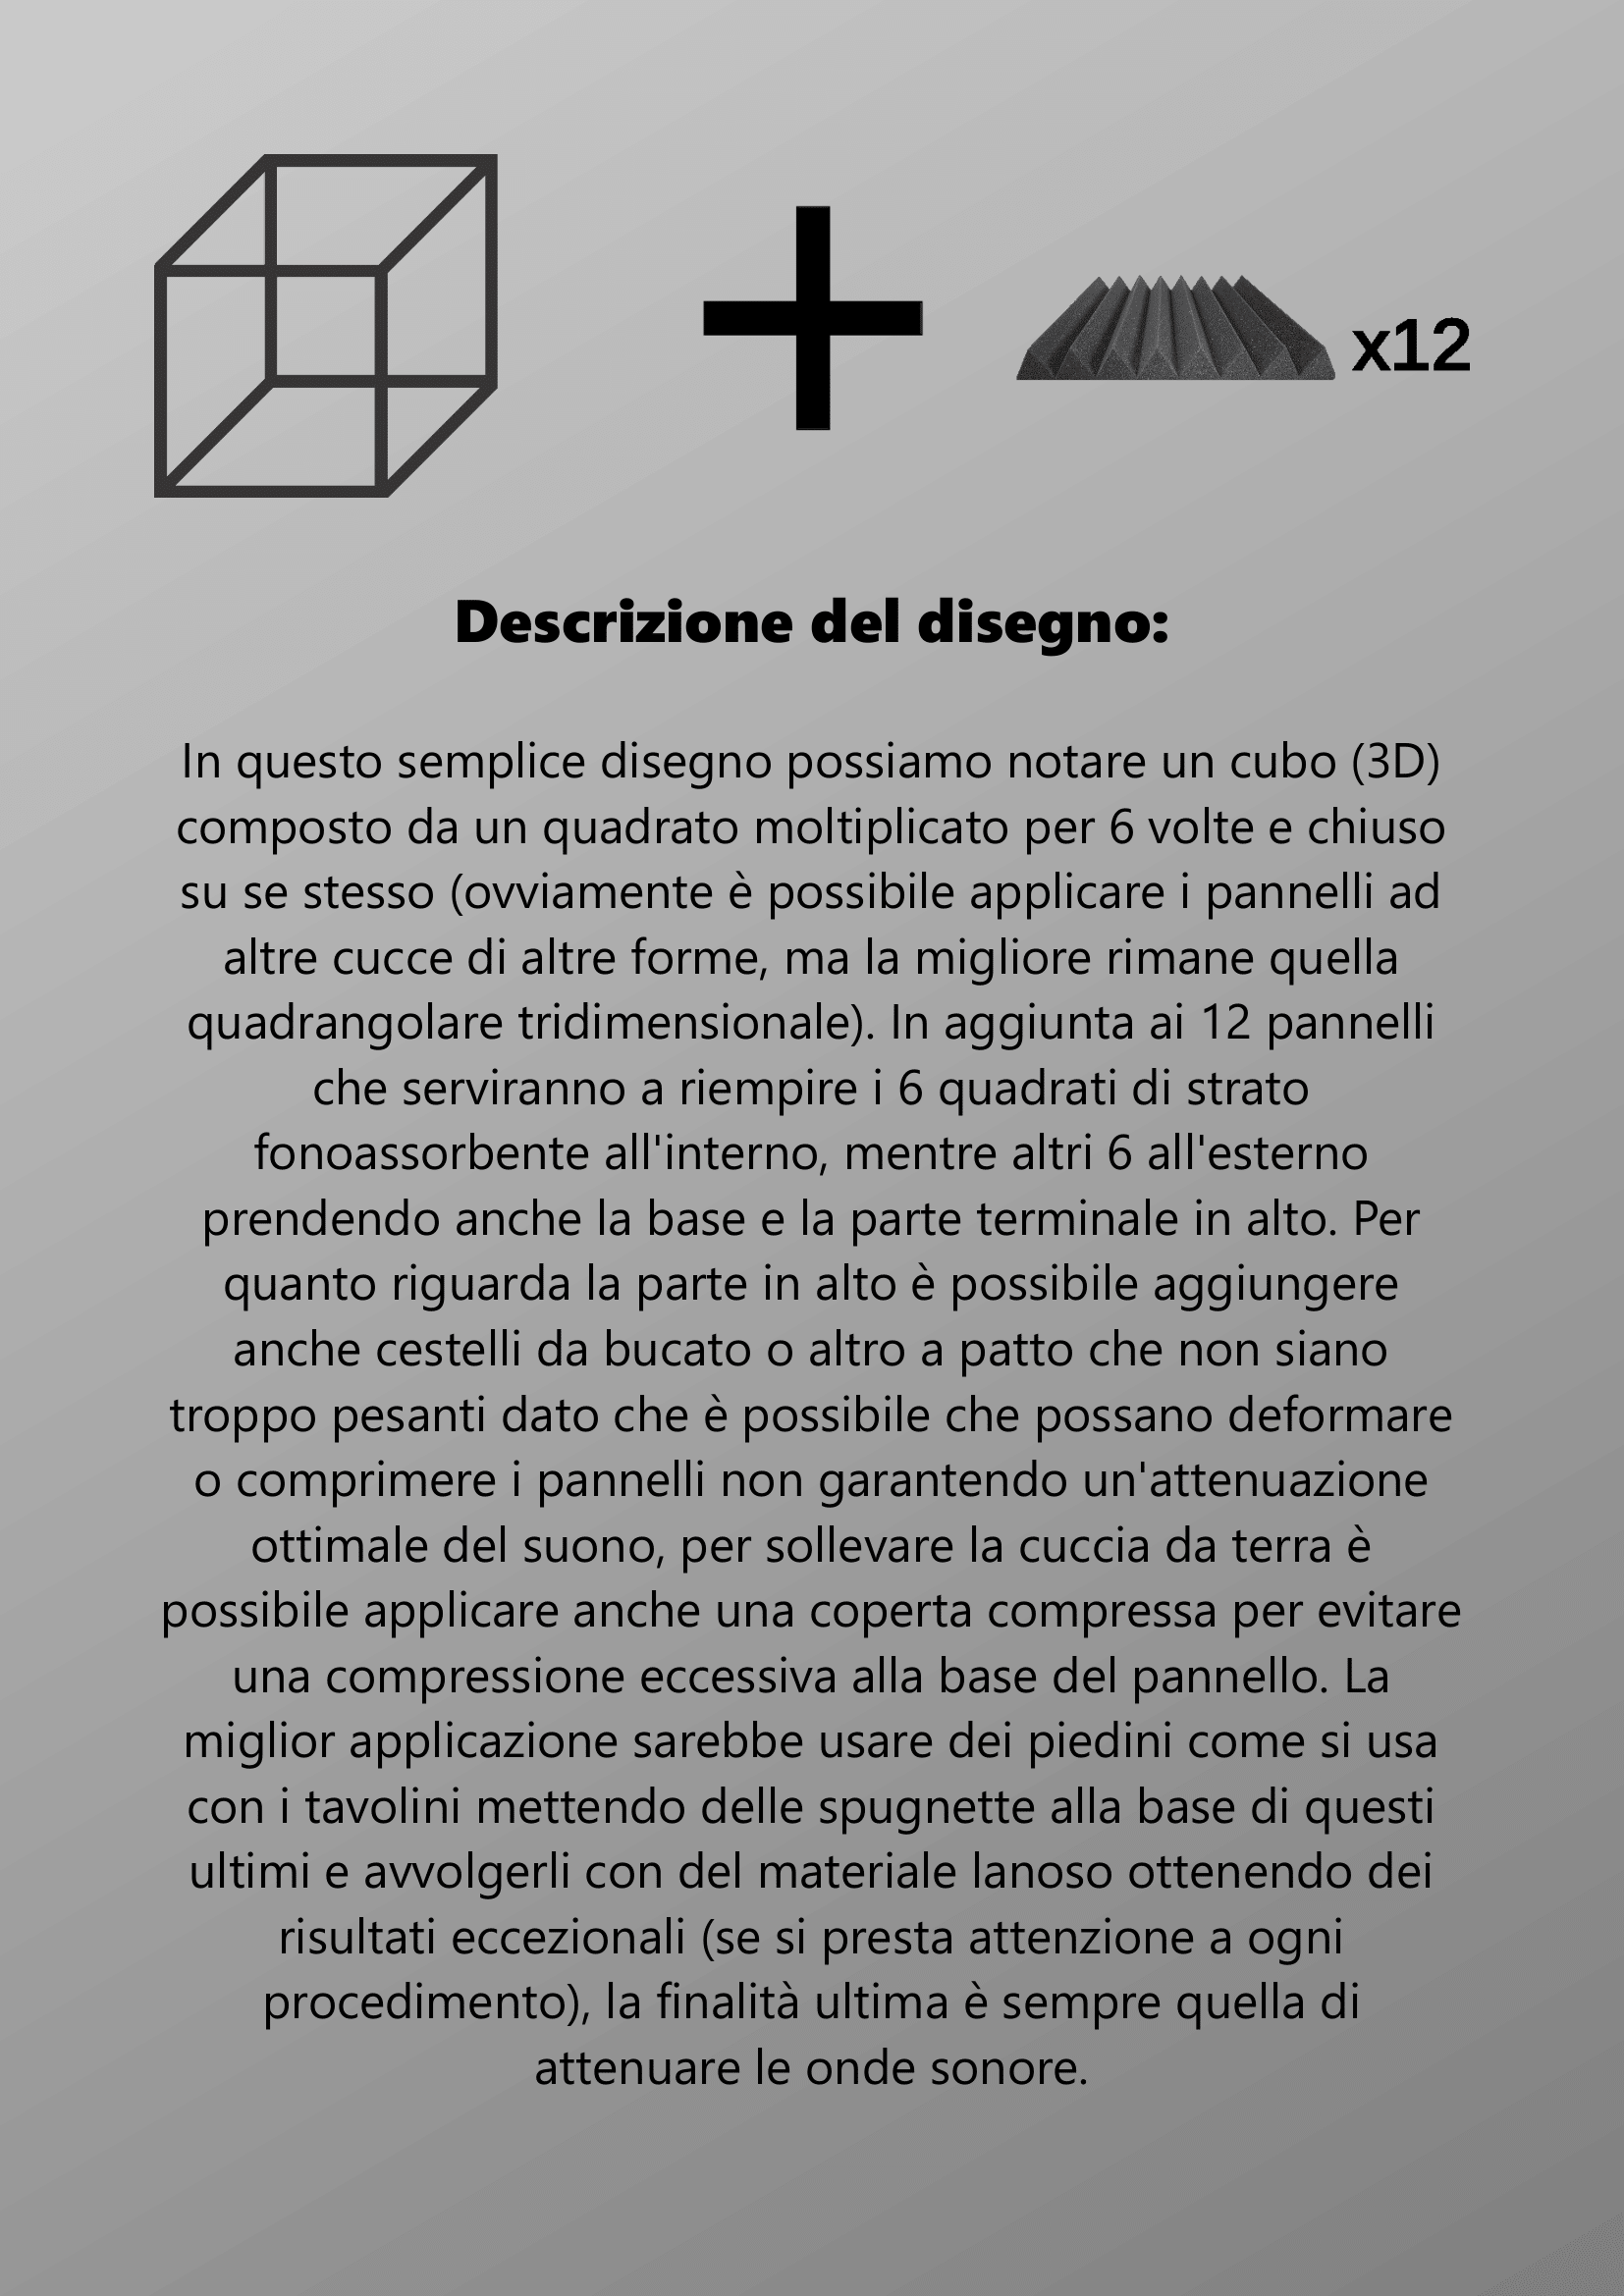 x12
Descrizione del disegno:
In questo semplice disegno possiamo notare un cubo (3D)
composto da un quadrato moltiplicato per 6 volte e chiuso
su se stesso (ovviamente è possibile applicare i pannelli ad
altre cucce di altre forme, ma la migliore rimane quella
quadrangolare tridimensionale). In aggiunta ai 12 pannelli
che serviranno a riempire i 6 quadrati di strato
fonoassorbente all'interno, mentre altri 6 all'esterno
prendendo anche la base e la parte terminale in alto. Per
quanto riguarda la parte in alto è possibile aggiungere
anche cestelli da bucato o altro a patto che non siano
troppo pesanti dato che è possibile che possano deformare
o comprimere i pannelli non garantendo un'attenuazione
ottimale del suono, per sollevare la cuccia da terra è
possibile applicare anche una coperta compressa per evitare
una compressione eccessiva alla base del pannello. La
miglior applicazione sarebbe usare dei piedini come si usa
con i tavolini mettendo delle spugnette alla base di questi
ultimi e avvolgerli con del materiale lanoso ottenendo dei
risultati eccezionali (se si presta attenzione a ogni
procedimento), la finalità ultima è sempre quella di
attenuare le onde sonore.